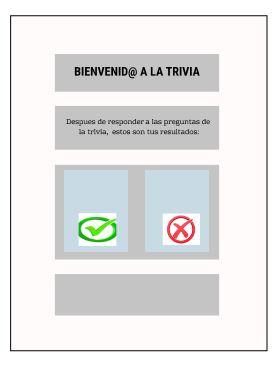 BIENVENID@ A LA TRIVIA
Despues de responder a las preguntas de
la trivia, estos son tus resultados: